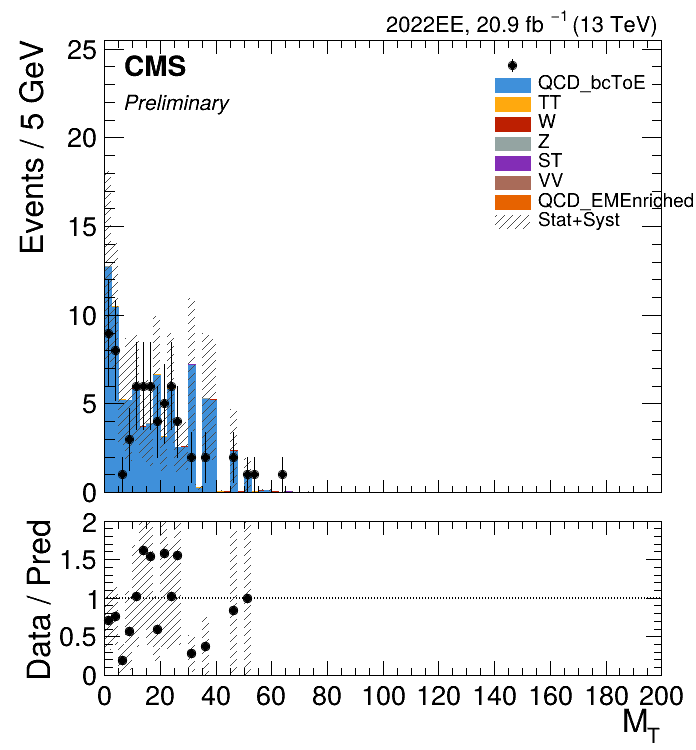 2022EE, 20.9 fb⁻¹ (13 TeV)
Events / 5 GeV
25
20
15
10
5
0
CMS
Preliminary
QCD_bcToE
TT
W
Z
ST
VV
QCD_EMEnriched
Stat+Syst
Data / Pred
2
1.5
1
0.5
0
0 20 40 60 80 100 120 140 160 180 200
M_T